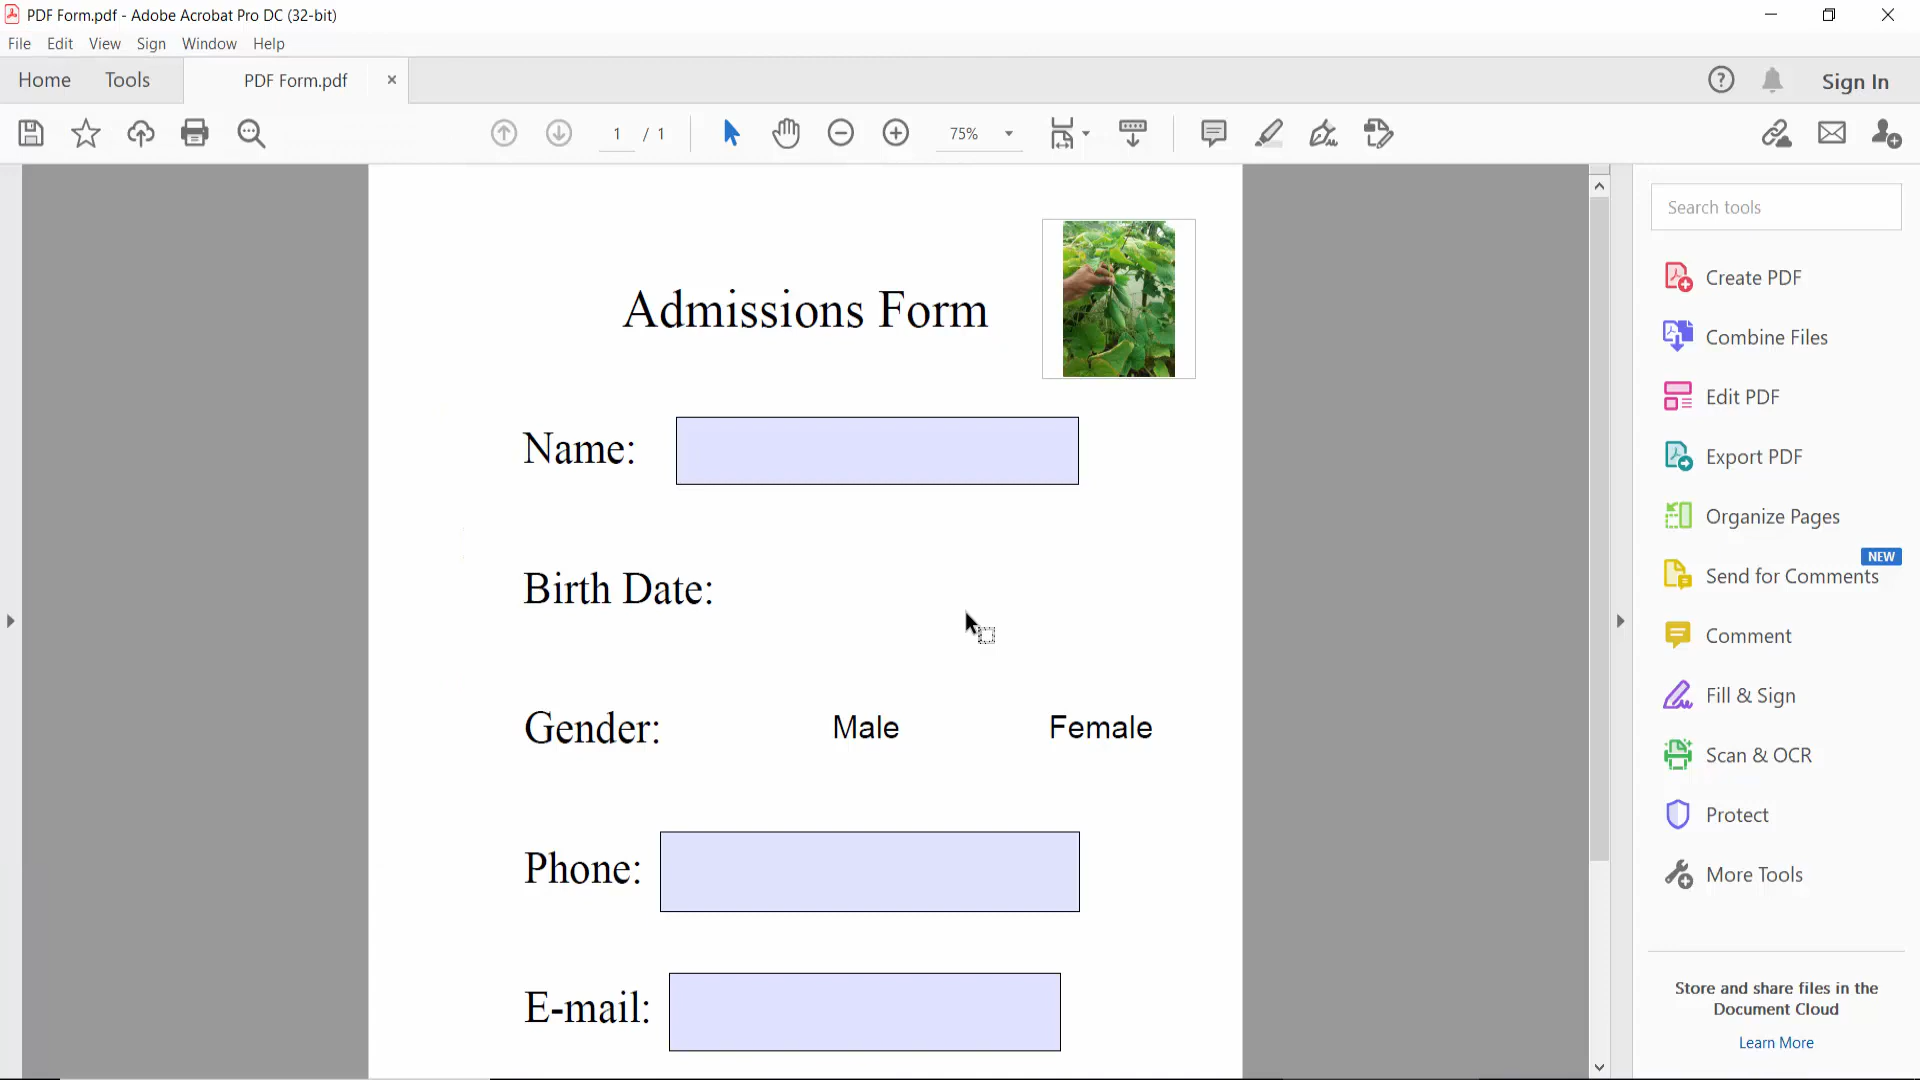 PDF Form.pdf - Adobe Acrobat Pro DC (32-bit)
File Edit View Sign Window Help
Home Tools PDF Form.pdf × Sign In
1 / 1 75%
Search tools
Create PDF
Combine Files
Edit PDF
Export PDF
Organize Pages
NEW
Send for Comments
Comment
Fill & Sign
Scan & OCR
Protect
More Tools
Store and share files in the
Document Cloud
Learn More
Admissions Form
Name:
Birth Date:
Gender: Male Female
Phone:
E-mail: